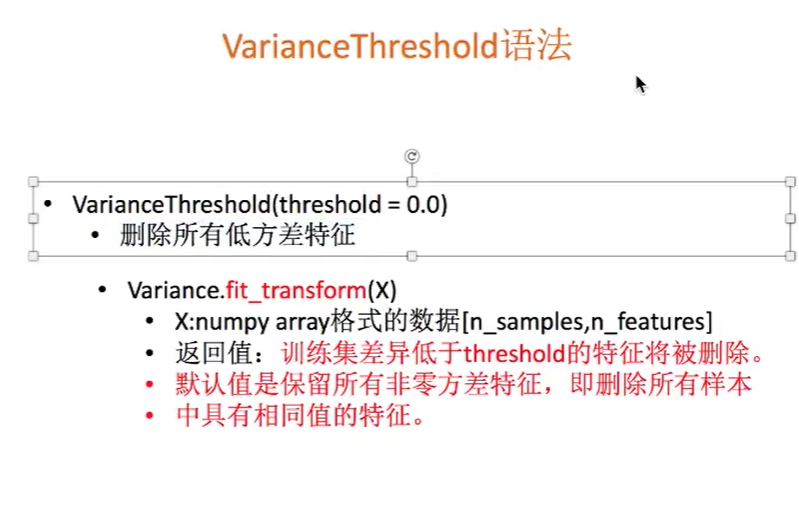 VarianceThreshold语法
• VarianceThreshold(threshold = 0.0)
• 删除所有低方差特征
• Variance.fit_transform(X)
• X:numpy array格式的数据[n_samples,n_features]
• 返回值：训练集差异低于threshold的特征将被删除。
• 默认值是保留所有非零方差特征，即删除所有样本
• 中具有相同值的特征。